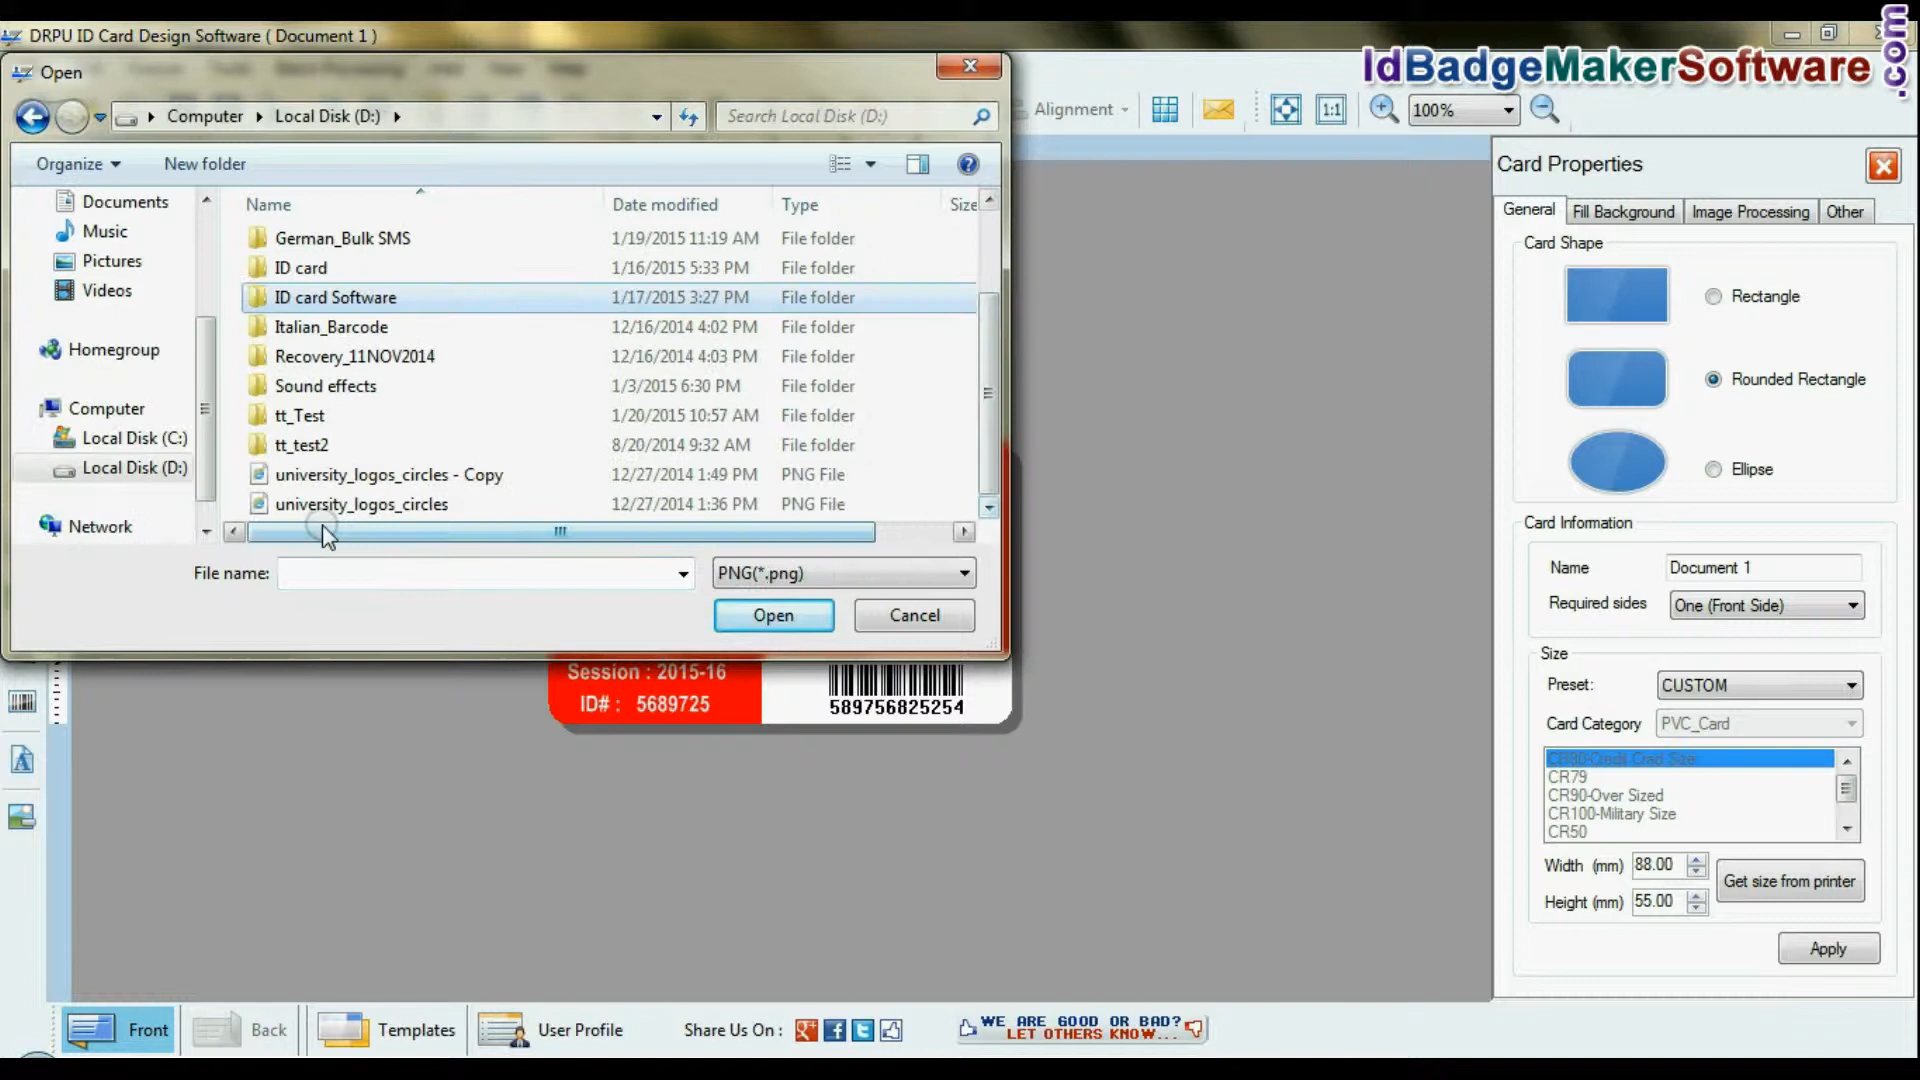 DRPU ID Card Design Software ( Document 1 )
IdBadgeMakerSoftware
.com
Open
Computer
Local Disk (D:)
Search Local Disk (D:)
Alignment
1:1
100%
Organize
New folder
Documents
Music
Pictures
Videos
Homegroup
Computer
Local Disk (C:)
Local Disk (D:)
Network
Name Date modified Type Size
German_Bulk SMS 1/19/2015 11:19 AM File folder
ID card 1/16/2015 5:33 PM File folder
ID card Software 1/17/2015 3:27 PM File folder
Italian_Barcode 12/16/2014 4:02 PM File folder
Recovery_11NOV2014 12/16/2014 4:03 PM File folder
Sound effects 1/3/2015 6:30 PM File folder
tt_Test 1/20/2015 10:57 AM File folder
tt_test2 8/20/2014 9:32 AM File folder
university_logos_circles - Copy 12/27/2014 1:49 PM PNG File
university_logos_circles 12/27/2014 1:36 PM PNG File
File name:
PNG(*.png)
Open
Cancel
Session : 2015-16
ID# : 5689725
589756825254
Card Properties
General
Fill Background
Image Processing
Other
Card Shape
Rectangle
Rounded Rectangle
Ellipse
Card Information
Name Document 1
Required sides One (Front Side)
Size
Preset: CUSTOM
Card Category PVC_Card
CR80-Credit Crad Size
CR79
CR90-Over Sized
CR100-Military Size
CR50
Width (mm) 88.00
Height (mm) 55.00
Get size from printer
Apply
Front
Back
Templates
User Profile
Share Us On :
WE ARE GOOD OR BAD?
LET OTHERS KNOW...